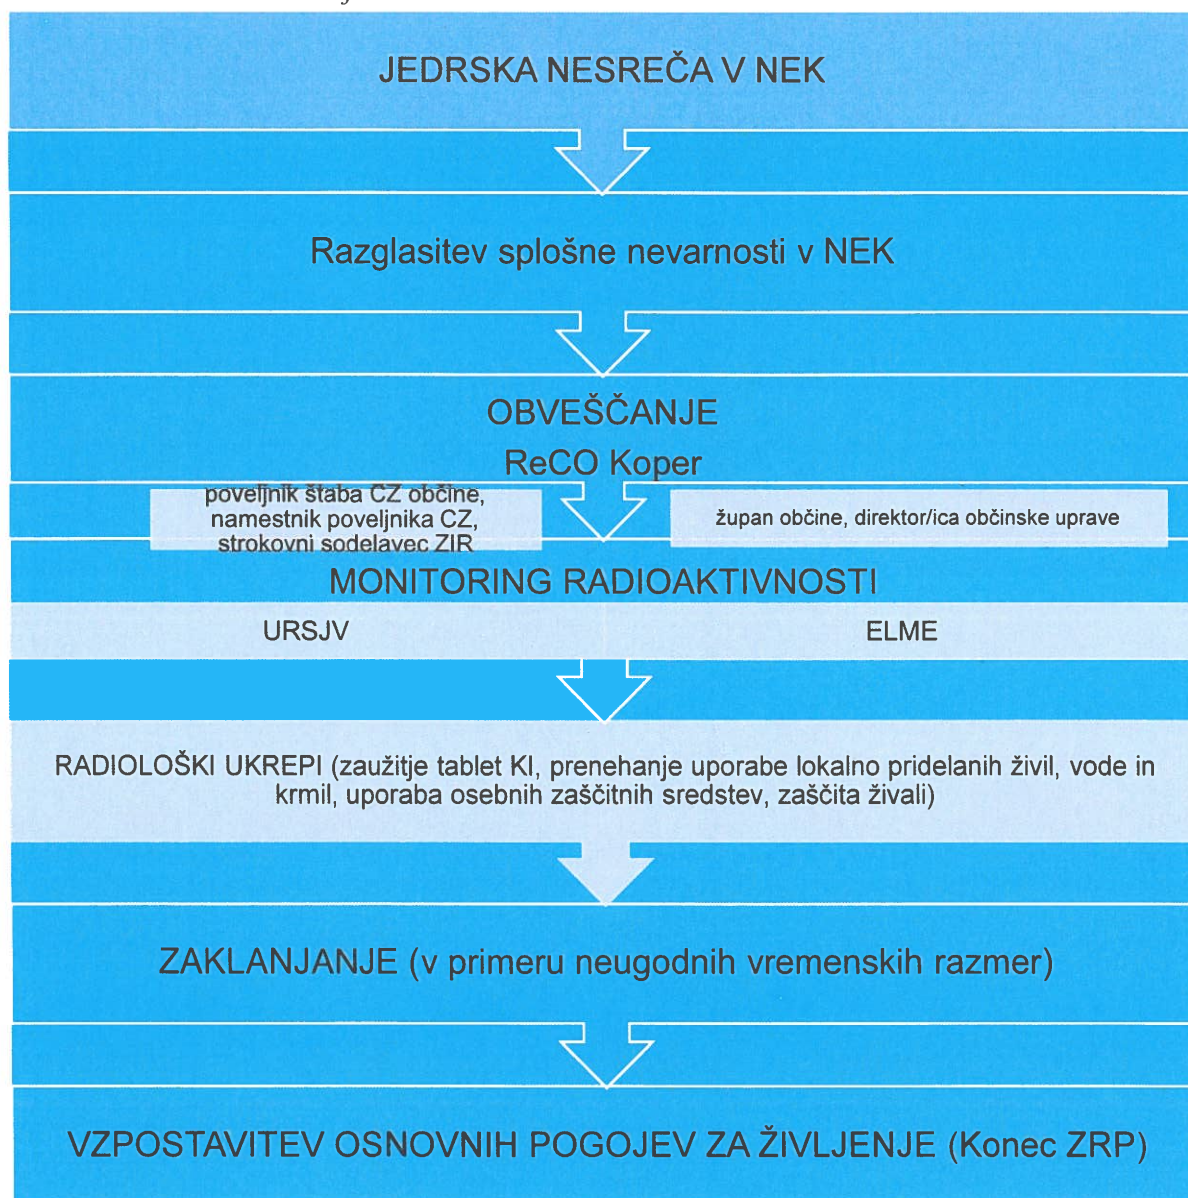 JEDRSKA NESREČA V NEK
Razglasitev splošne nevarnosti v NEK
OBVEŠČANJE
ReCO Koper
poveljnik štaba CZ občine,
namestnik poveljnika CZ,
strokovni sodelavec ZIR
župan občine, direktor/ica občinske uprave
MONITORING RADIOAKTIVNOSTI
URSJV
ELME
RADIOLOŠKI UKREPI (zaužitje tablet KI, prenehanje uporabe lokalno pridelanih živil, vode in
krmil, uporaba osebnih zaščitnih sredstev, zaščita živali)
ZAKLANJANJE (v primeru neugodnih vremenskih razmer)
VZPOSTAVITEV OSNOVNIH POGOJEV ZA ŽIVLJENJE (Konec ZRP)